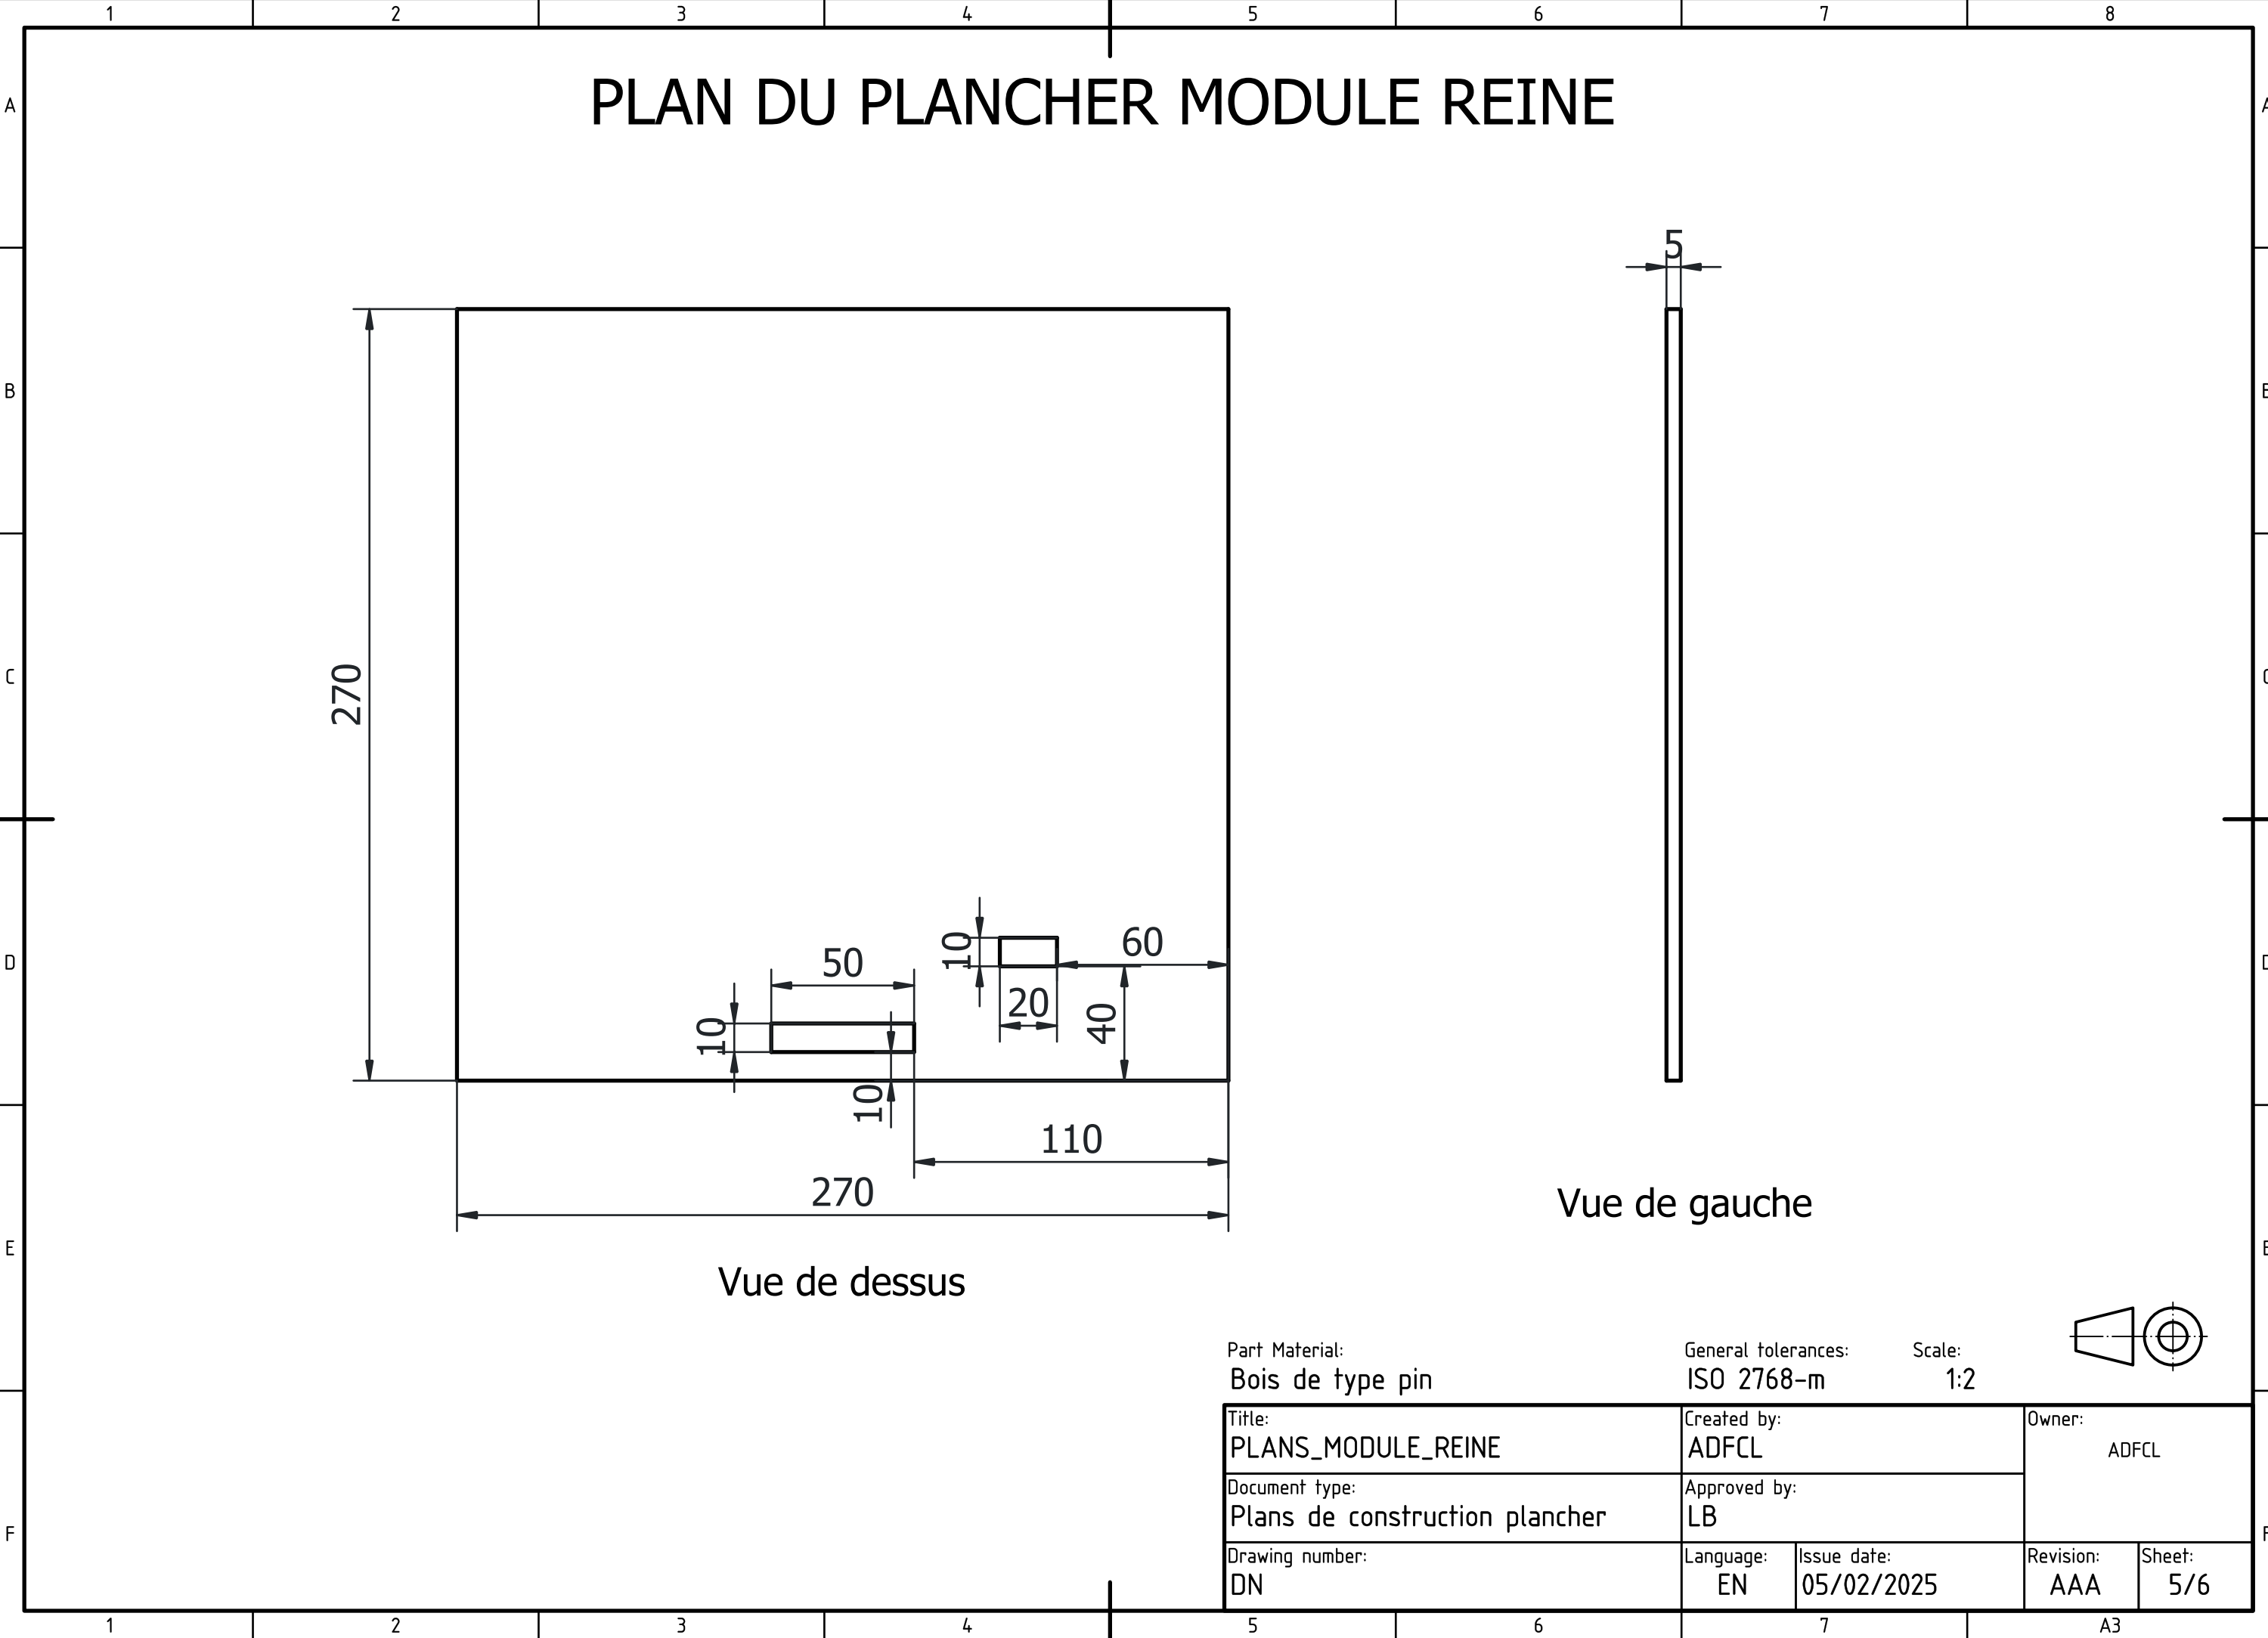 1 2 3 4 5 6 7 8
A A
PLAN DU PLANCHER MODULE REINE
5
B
270
C
10
60
50
20
40
10
D
10
110
270
Vue de gauche
E
Vue de dessus
Part Material: General tolerances: Scale:
Bois de type pin ISO 2768-m 1:2
Title: Created by: Owner:
PLANS_MODULE_REINE ADFCL ADFCL
Document type: Approved by:
Plans de construction plancher LB
F
Drawing number: Language: Issue date: Revision: Sheet:
DN EN 05/02/2025 AAA 5/6
1 2 3 4 5 6 7 A3